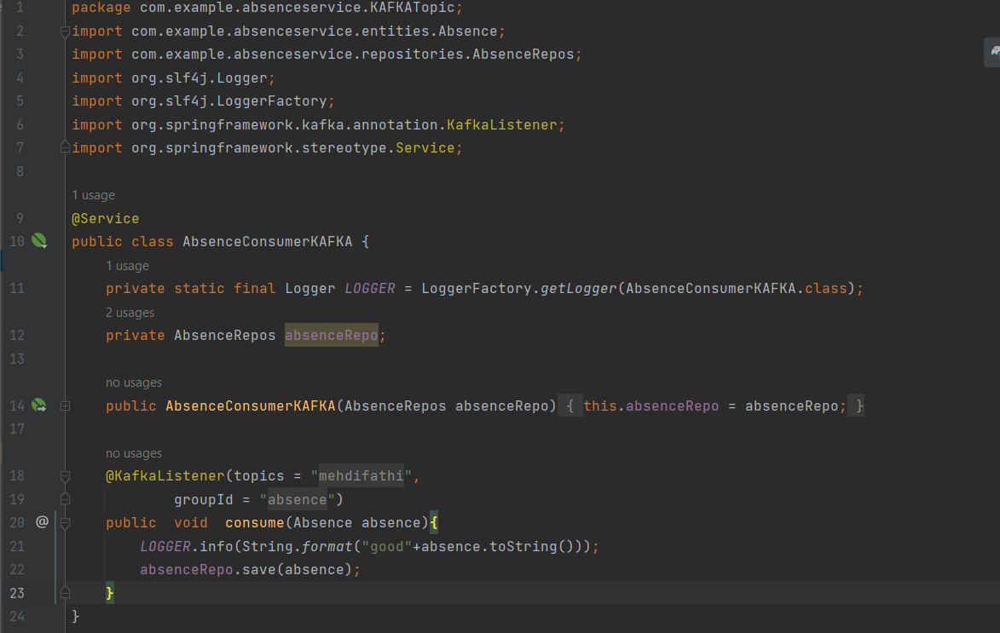 1 package com.example.absenceservice.KAFKATopic;
2 import com.example.absenceservice.entities.Absence;
3 import com.example.absenceservice.repositories.AbsenceRepos;
4 import org.slf4j.Logger;
5 import org.slf4j.LoggerFactory;
6 import org.springframework.kafka.annotation.KafkaListener;
7 import org.springframework.stereotype.Service;
8
1 usage
9 @Service
10 public class AbsenceConsumerKAFKA {
1 usage
11 private static final Logger LOGGER = LoggerFactory.getLogger(AbsenceConsumerKAFKA.class);
2 usages
12 private AbsenceRepos absenceRepo;
13
no usages
14 public AbsenceConsumerKAFKA(AbsenceRepos absenceRepo) { this.absenceRepo = absenceRepo; }
17
no usages
18 @KafkaListener(topics = "mehdifathi",
19 groupId = "absence")
20 @ public void consume(Absence absence){
21 LOGGER.info(String.format("good"+absence.toString()));
22 absenceRepo.save(absence);
23 }
24 }